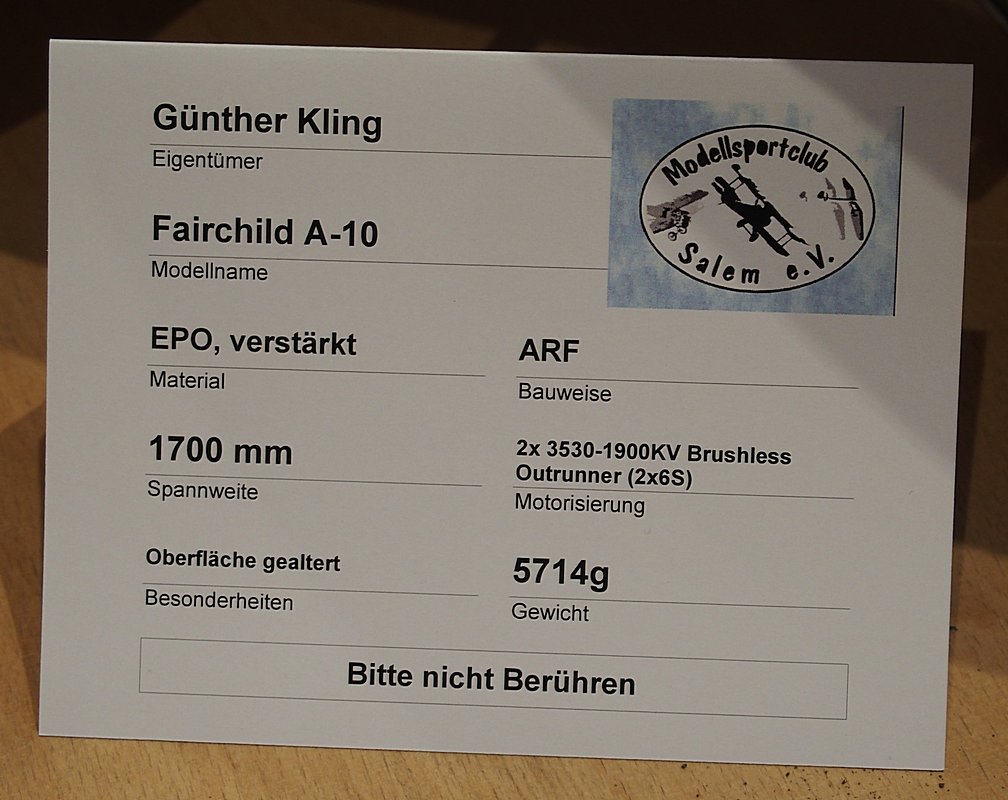 Günther Kling
Eigentümer
Modellsportclub
Salem e.V.
Fairchild A-10
Modellname
EPO, verstärkt
Material
ARF
Bauweise
1700 mm
Spannweite
2x 3530-1900KV Brushless
Outrunner (2x6S)
Motorisierung
Oberfläche gealtert
Besonderheiten
5714g
Gewicht
Bitte nicht Berühren